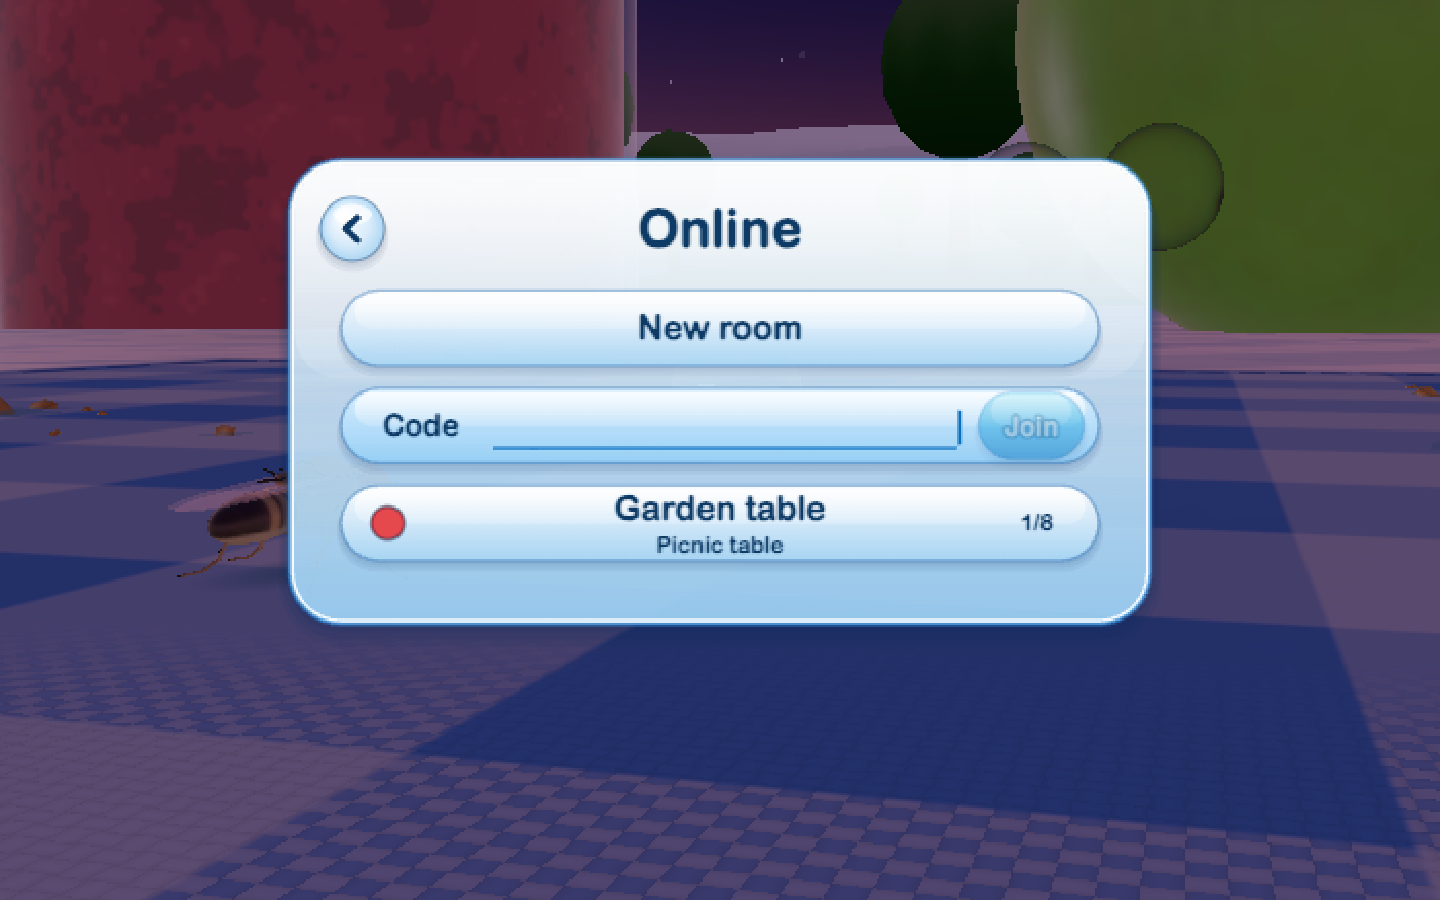 Online
New room
Code
Join
Garden table
Picnic table
1/8